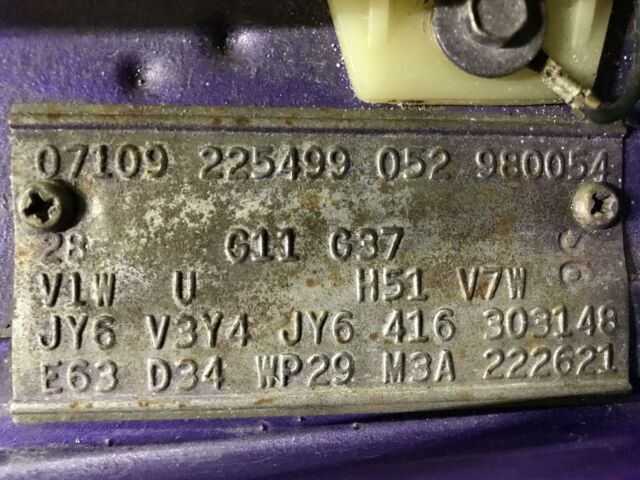 07109 225499 052 980054
28 G11 G37
V1W U H51 V7W
JY6 V3Y4 JY6 416 303148
E63 D34 WP29 M3A 222621